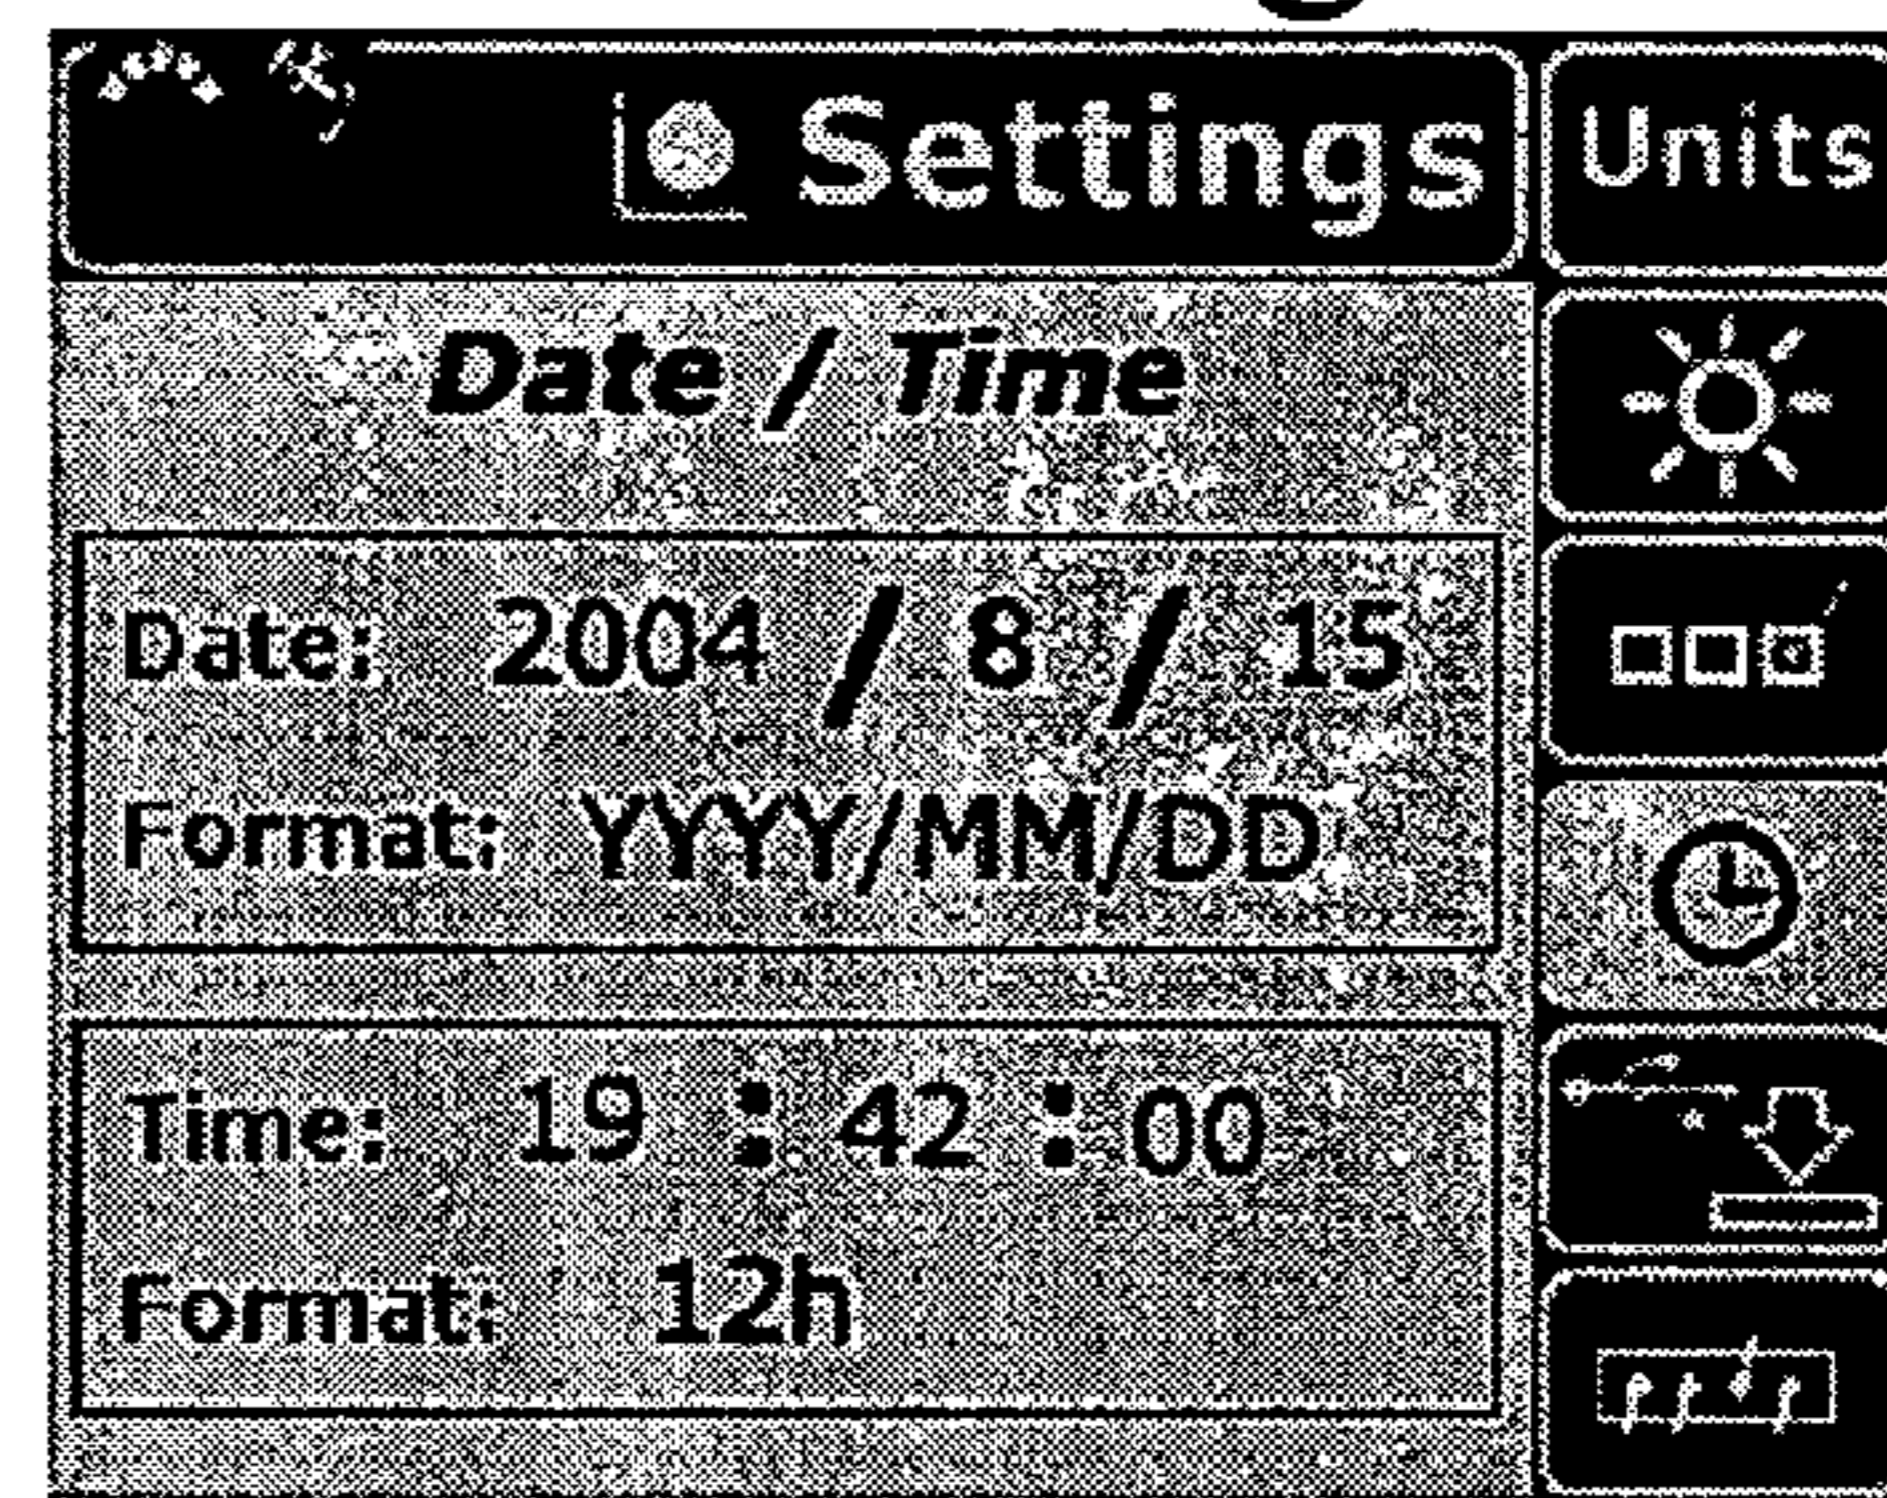 Settings
Units
Date / Time
Date: 2004 / 8 / 15
Format: YYYY/MM/DD
Time: 19 : 42 : 00
Format: 12h